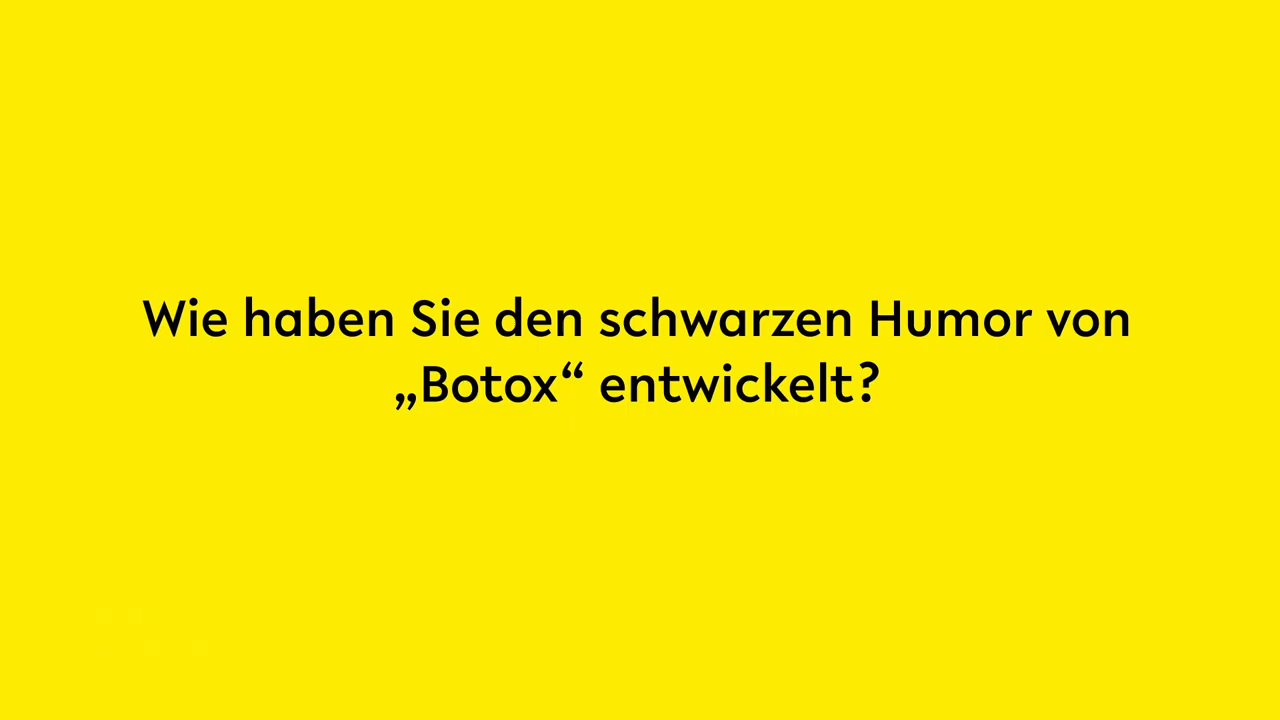 Wie haben Sie den schwarzen Humor von
„Botox“ entwickelt?